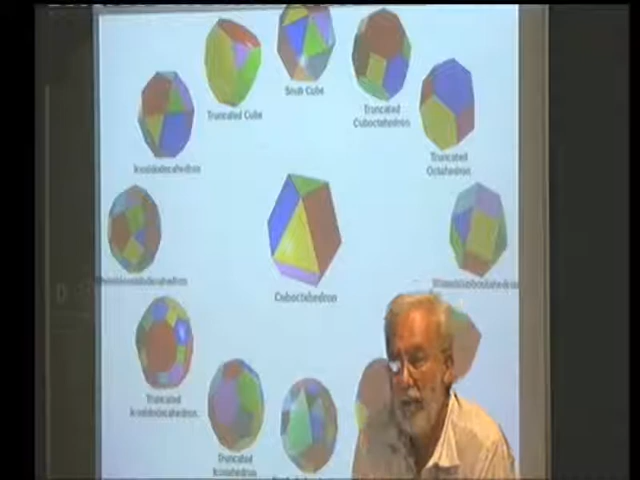 Snub Cube
Truncated Cube
Truncated
Cuboctahedron
Truncated
Octahedron
Icosidodecahedron
Cuboctahedron
Truncated
Icosidodecahedron
Truncated
Icosahedron